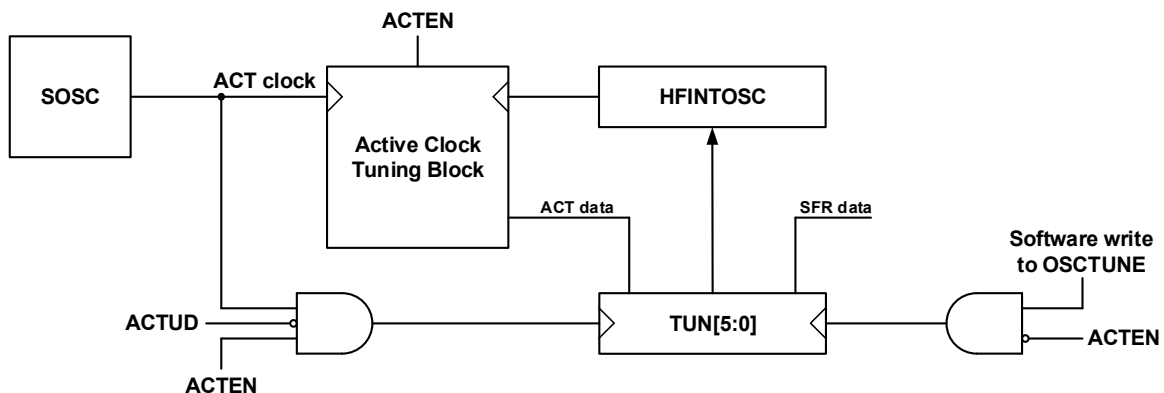 ACTEN
SOSC
ACT clock
HFINTOSC
Active Clock
Tuning Block
ACT data
SFR data
Software write
to OSCTUNE
ACTUD
TUN[5:0]
ACTEN
ACTEN